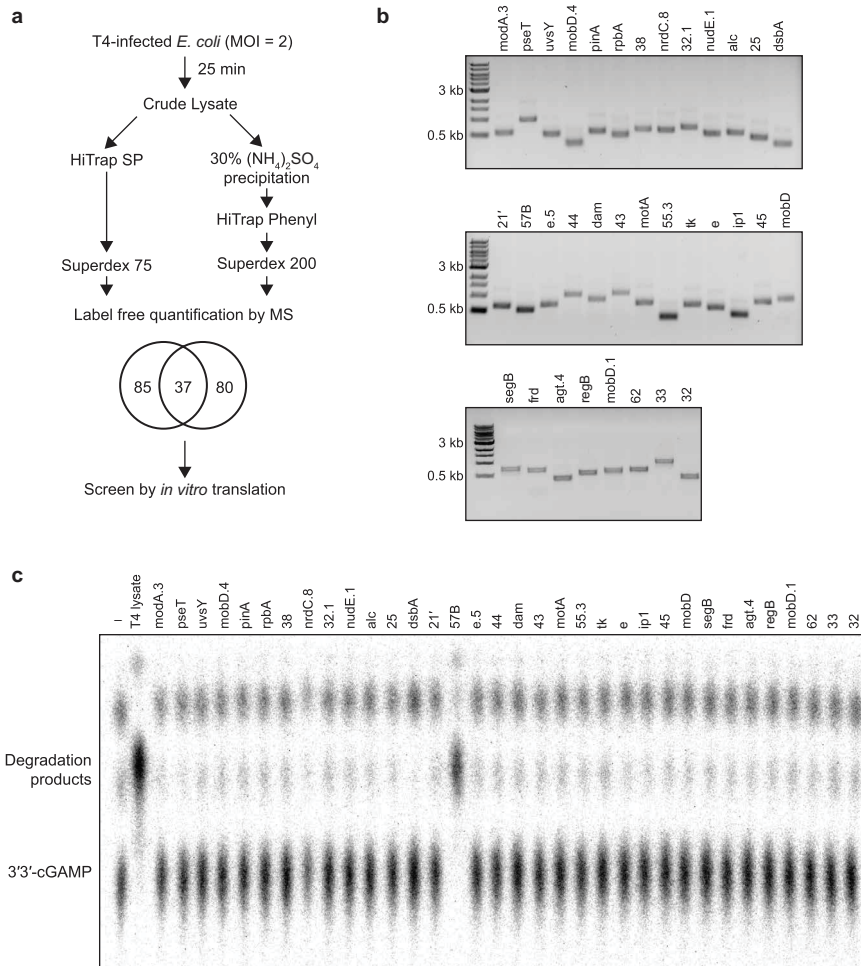 a
T4-infected E. coli (MOI = 2)
25 min
Crude Lysate
HiTrap SP
30% (NH4)2SO4
precipitation
HiTrap Phenyl
Superdex 75
Superdex 200
Label free quantification by MS
85 37 80
Screen by in vitro translation
b
modA.3 pseT uvsY mobD.4 pinA rpbA 38 nrdC.8 32.1 nudE.1 alc 25 dsbA
3 kb
0.5 kb
21′ 57B e.5 44 dam 43 motA 55.3 tk e ip1 45 mobD
3 kb
0.5 kb
segB frd agt.4 regB mobD.1 62 33 32
3 kb
0.5 kb
c
– T4 lysate modA.3 pseT uvsY mobD.4 pinA rpbA 38 nrdC.8 32.1 nudE.1 alc 25 dsbA 21′ 57B e.5 44 dam 43 motA 55.3 tk e ip1 45 mobD segB frd agt.4 regB mobD.1 62 33 32
Degradation
products
3′3′-cGAMP